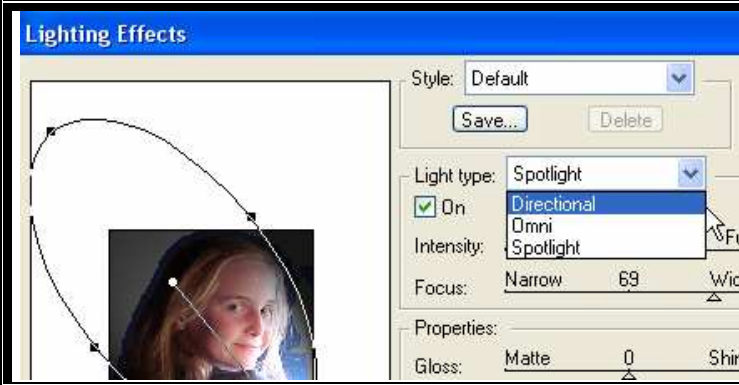 Lighting Effects
Style: Default
Save... Delete
Light type: Spotlight
On
Directional
Omni
Intensity:
Spotlight
Focus: Narrow 69
Properties:
Gloss: Matte 0